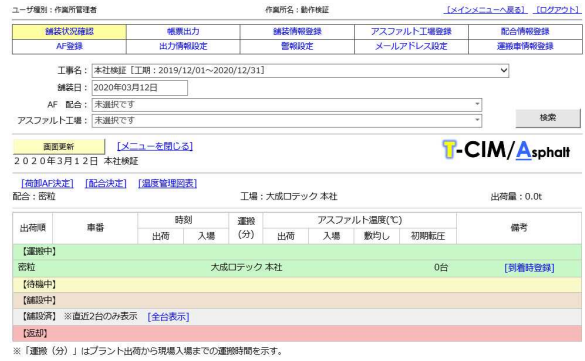 ユーザ種別：作業所管理者　作業所名：動作検証　[メインメニューへ戻る]　[ログアウト]
舗装状況確認　帳票出力　舗装情報登録　アスファルト工場登録　配合情報登録
AF登録　出力情報設定　警報設定　メールアドレス設定　運搬車情報登録
工事名：本社検証［工期：2019/12/01～2020/12/31］
舗装日：2020年03月12日
AF　配合：未選択です
アスファルト工場：未選択です　検索
画面更新　[メニューを閉じる]　T-CIM/Asphalt
２０２０年３月１２日 本社検証
[荷卸AF決定]　[配合決定]　[温度管理図表]
配合：密粒　工場：大成ロテック 本社　出荷量：0.0t
出荷順　車番　時刻　運搬(分)　アスファルト温度(℃)　備考
出荷　入場　出荷　入場　敷均し　初期転圧
【運搬中】
密粒　大成ロテック 本社　0台　[到着時登録]
【待機中】
【舗設中】
【舗設済】 ※直近2台のみ表示　[全台表示]
【返却】
※「運搬（分）」はプラント出荷から現場入場までの運搬時間を示す。